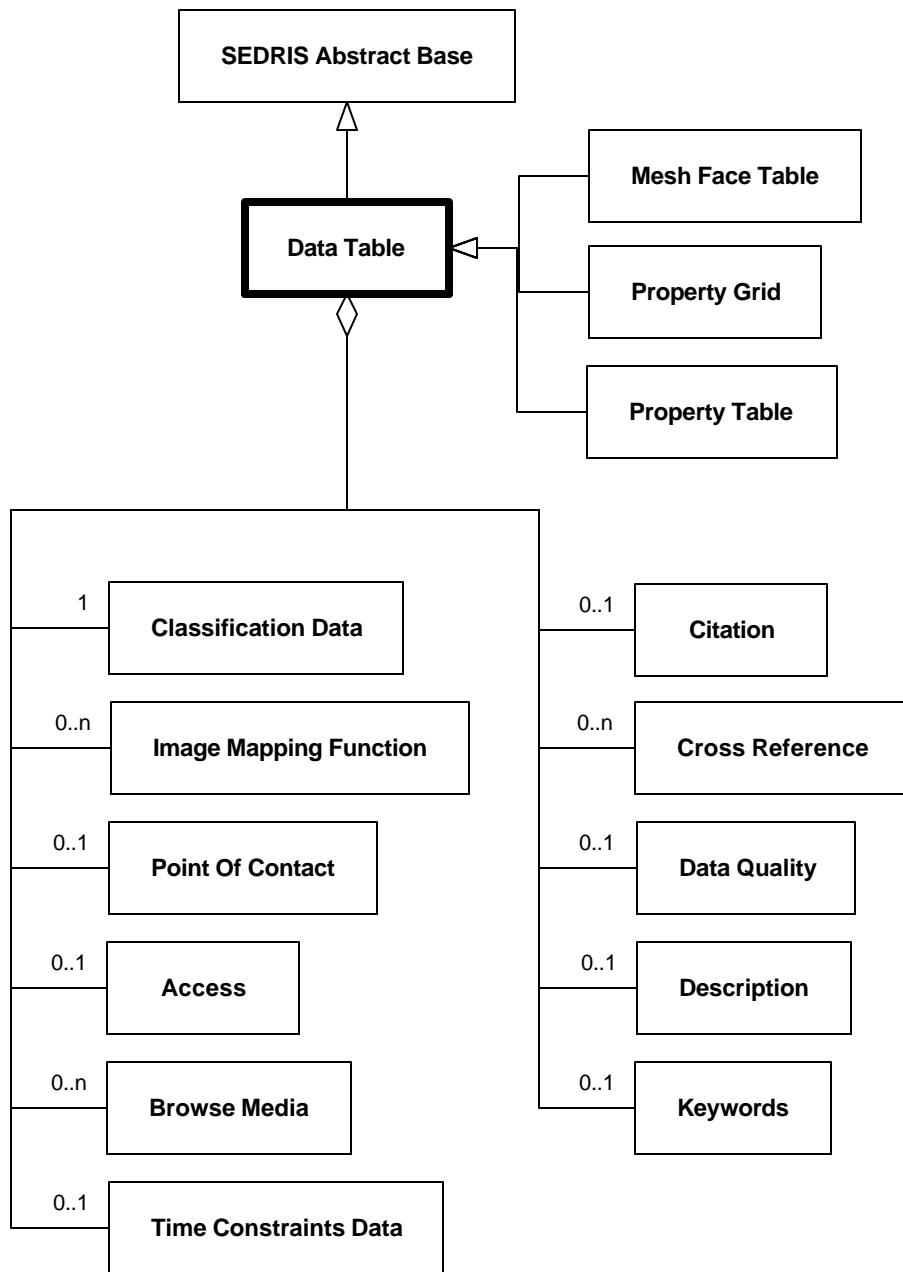 SEDRIS Abstract Base
Mesh Face Table
Data Table
Property Grid
Property Table
1
Classification Data
0..1
Citation
0..n
Image Mapping Function
0..n
Cross Reference
0..1
Point Of Contact
0..1
Data Quality
0..1
Access
0..1
Description
0..n
Browse Media
0..1
Keywords
0..1
Time Constraints Data